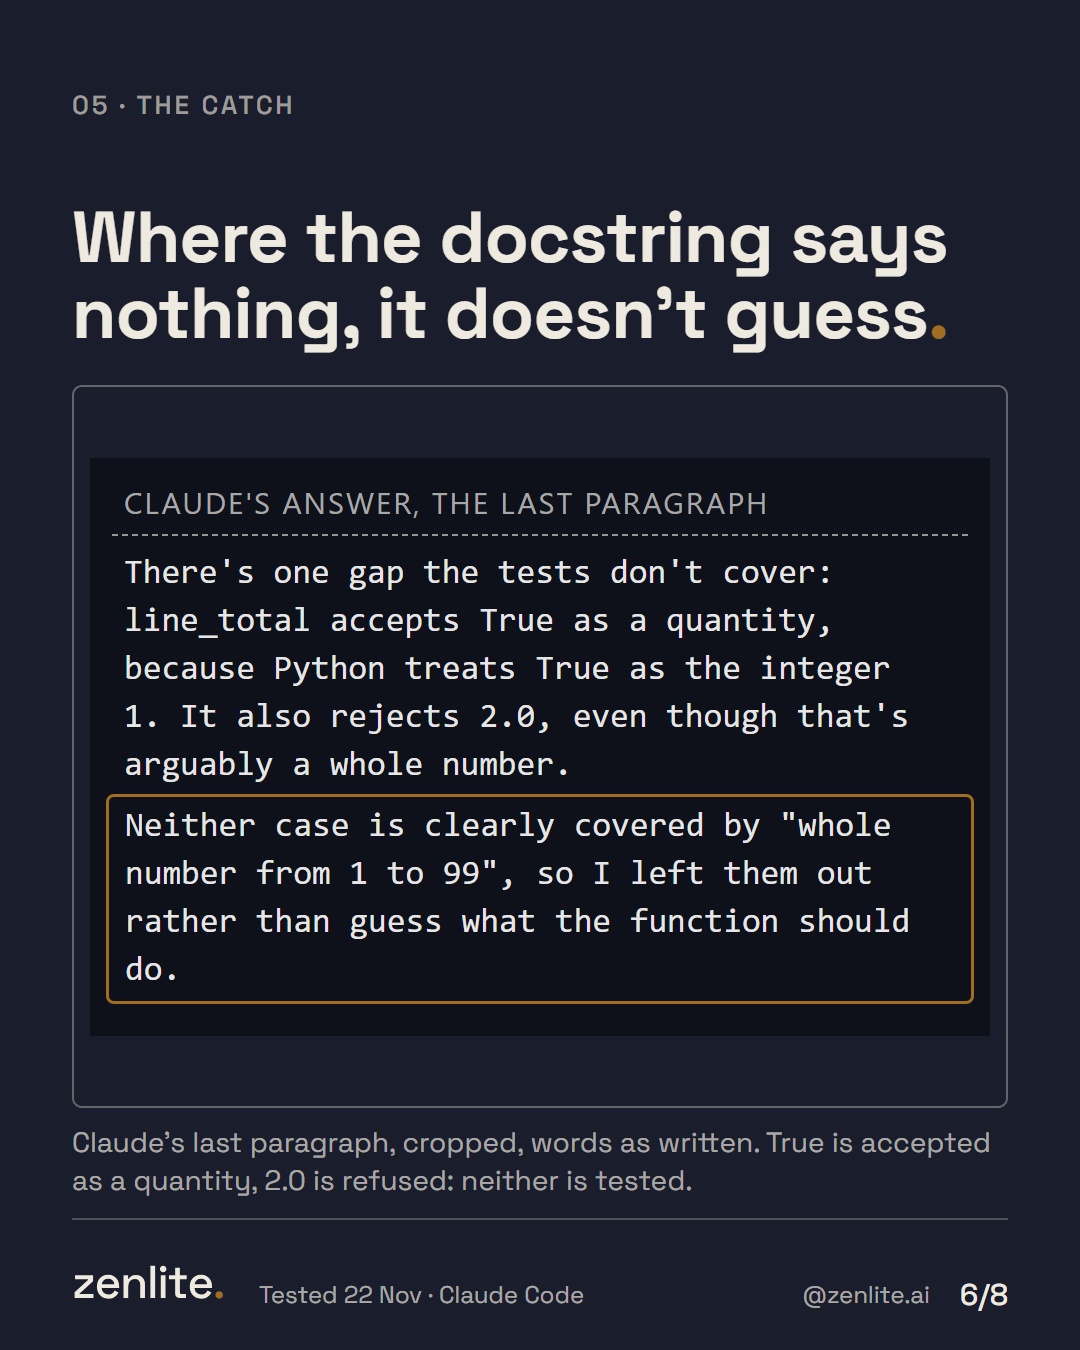 05 · THE CATCH
Where the docstring says
nothing, it doesn’t guess.
CLAUDE'S ANSWER, THE LAST PARAGRAPH
There's one gap the tests don't cover:
line_total accepts True as a quantity,
because Python treats True as the integer
1. It also rejects 2.0, even though that's
arguably a whole number.
Neither case is clearly covered by "whole
number from 1 to 99", so I left them out
rather than guess what the function should
do.
Claude’s last paragraph, cropped, words as written. True is accepted
as a quantity, 2.0 is refused: neither is tested.
zenlite. Tested 22 Nov · Claude Code @zenlite.ai 6/8